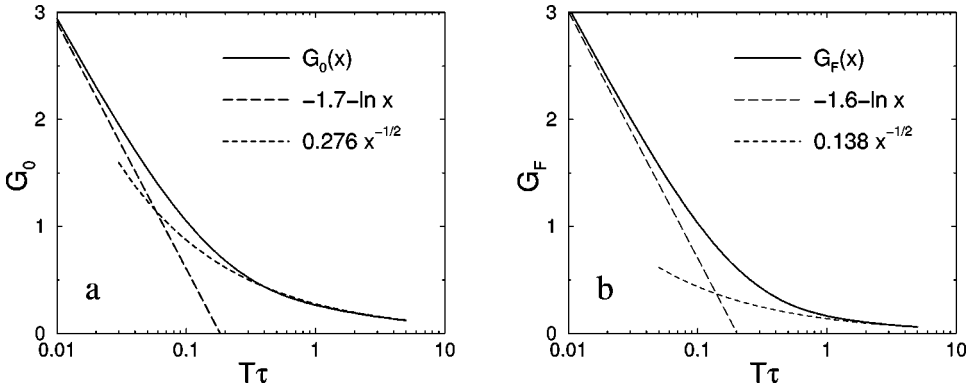 3
2
1
0
0.01
0.1
1
10
G₀
Tτ
G₀(x)
−1.7−ln x
0.276 x⁻¹/²
a
3
2
1
0
0.01
0.1
1
10
G_F
Tτ
G_F(x)
−1.6−ln x
0.138 x⁻¹/²
b